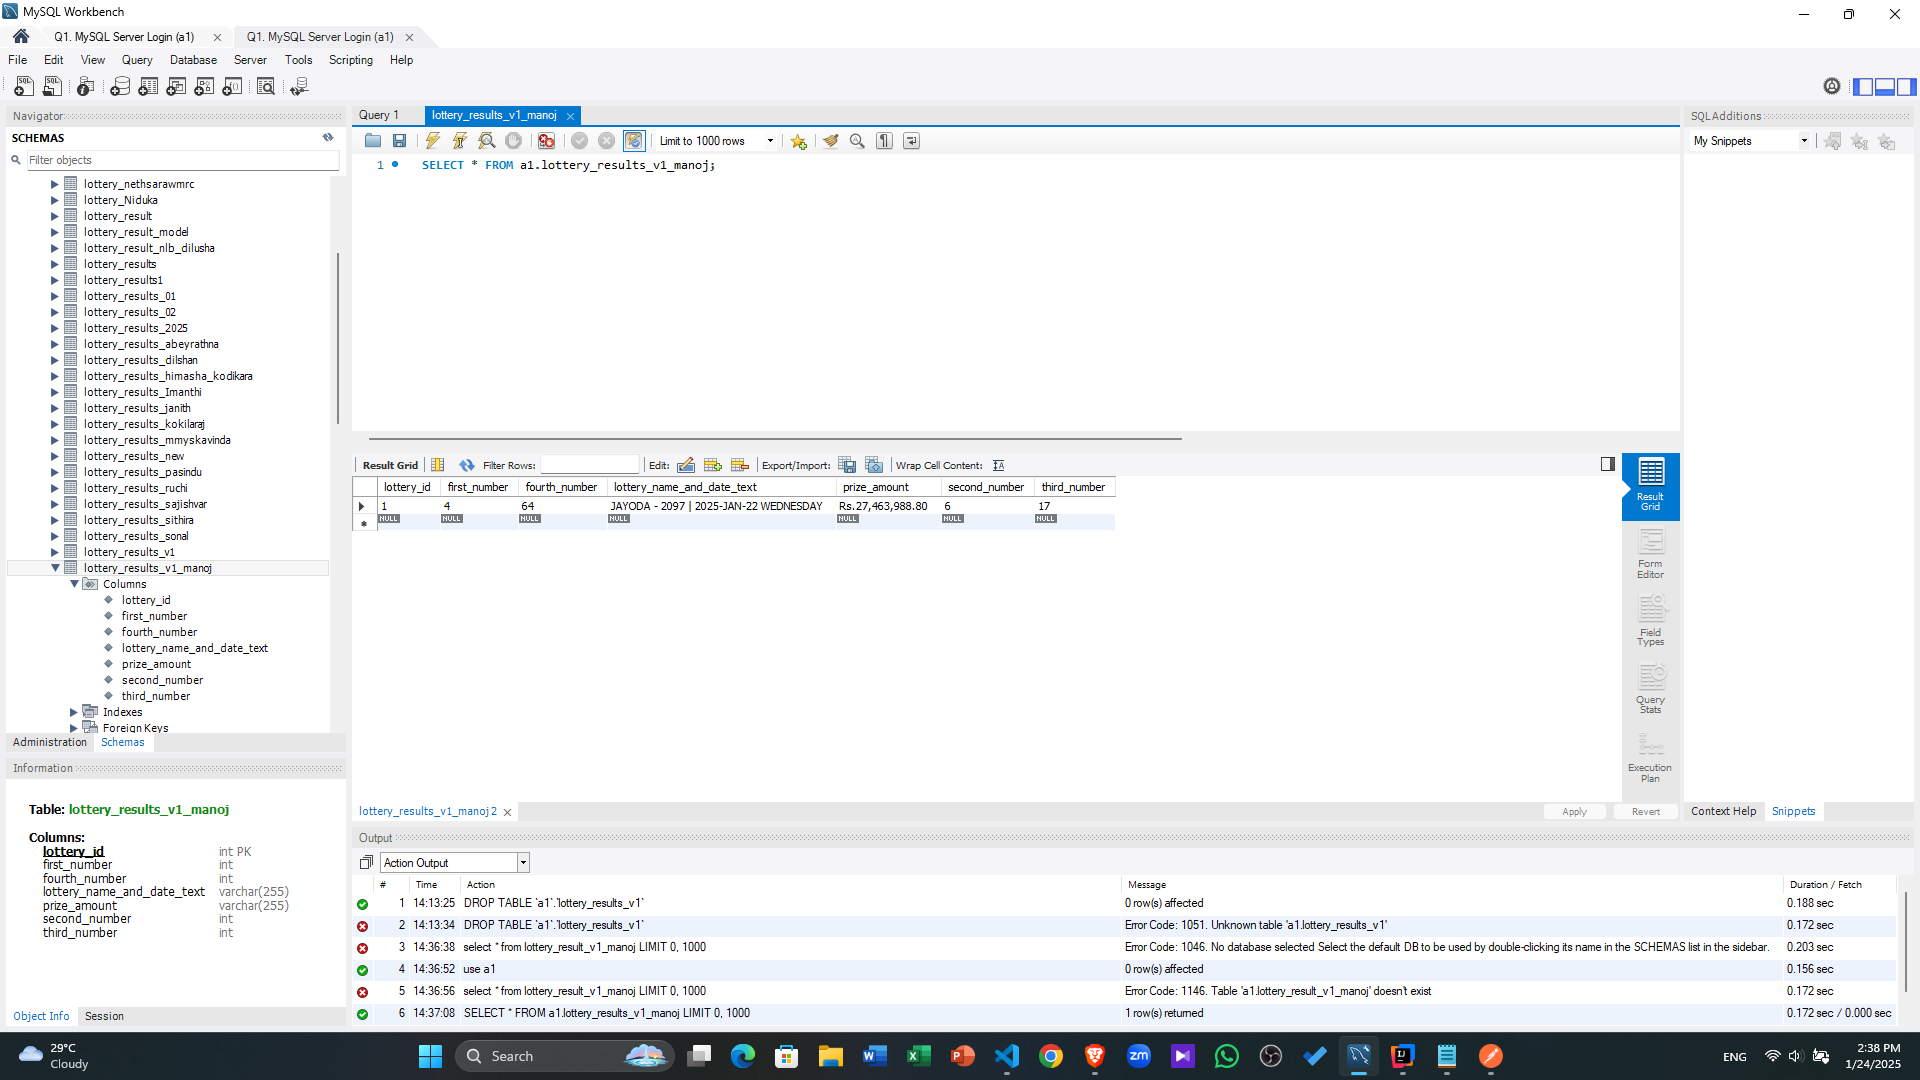 MySQL Workbench
Q1. MySQL Server Login (a1)
Q1. MySQL Server Login (a1)
File Edit View Query Database Server Tools Scripting Help
Navigator
SCHEMAS
Filter objects
lottery_nethsarawmrc
lottery_Niduka
lottery_result
lottery_result_model
lottery_result_nlb_dilusha
lottery_results
lottery_results1
lottery_results_01
lottery_results_02
lottery_results_2025
lottery_results_abeyrathna
lottery_results_dilshan
lottery_results_himasha_kodikara
lottery_results_Imanthi
lottery_results_janith
lottery_results_kokilaraj
lottery_results_mmyskavinda
lottery_results_new
lottery_results_pasindu
lottery_results_ruchi
lottery_results_sajishvar
lottery_results_sithira
lottery_results_sonal
lottery_results_v1
lottery_results_v1_manoj
Columns
lottery_id
first_number
fourth_number
lottery_name_and_date_text
prize_amount
second_number
third_number
Indexes
Foreign Keys
Administration Schemas
Information
Table: lottery_results_v1_manoj
Columns:
lottery_id int PK
first_number int
fourth_number int
lottery_name_and_date_text varchar(255)
prize_amount varchar(255)
second_number int
third_number int
Object Info Session
Query 1 lottery_results_v1_manoj
Limit to 1000 rows
1 SELECT * FROM a1.lottery_results_v1_manoj;
Result Grid Filter Rows: Edit: Export/Import: Wrap Cell Content:
lottery_id first_number fourth_number lottery_name_and_date_text prize_amount second_number third_number
1 4 64 JAYODA - 2097 | 2025-JAN-22 WEDNESDAY Rs.27,463,988.80 6 17
NULL NULL NULL NULL NULL NULL NULL
Result
Grid
Form
Editor
Field
Types
Query
Stats
Execution
Plan
lottery_results_v1_manoj 2
Apply Revert
SQLAdditions
My Snippets
Context Help Snippets
Output
Action Output
# Time Action Message Duration / Fetch
1 14:13:25 DROP TABLE `a1`.`lottery_results_v1` 0 row(s) affected 0.188 sec
2 14:13:34 DROP TABLE `a1`.`lottery_results_v1` Error Code: 1051. Unknown table 'a1.lottery_results_v1' 0.172 sec
3 14:36:38 select * from lottery_result_v1_manoj LIMIT 0, 1000 Error Code: 1046. No database selected Select the default DB to be used by double-clicking its name in the SCHEMAS list in the sidebar. 0.203 sec
4 14:36:52 use a1 0 row(s) affected 0.156 sec
5 14:36:56 select * from lottery_result_v1_manoj LIMIT 0, 1000 Error Code: 1146. Table 'a1.lottery_result_v1_manoj' doesn't exist 0.172 sec
6 14:37:08 SELECT * FROM a1.lottery_results_v1_manoj LIMIT 0, 1000 1 row(s) returned 0.172 sec / 0.000 sec
29°C
Cloudy
Search
ENG
2:38 PM
1/24/2025